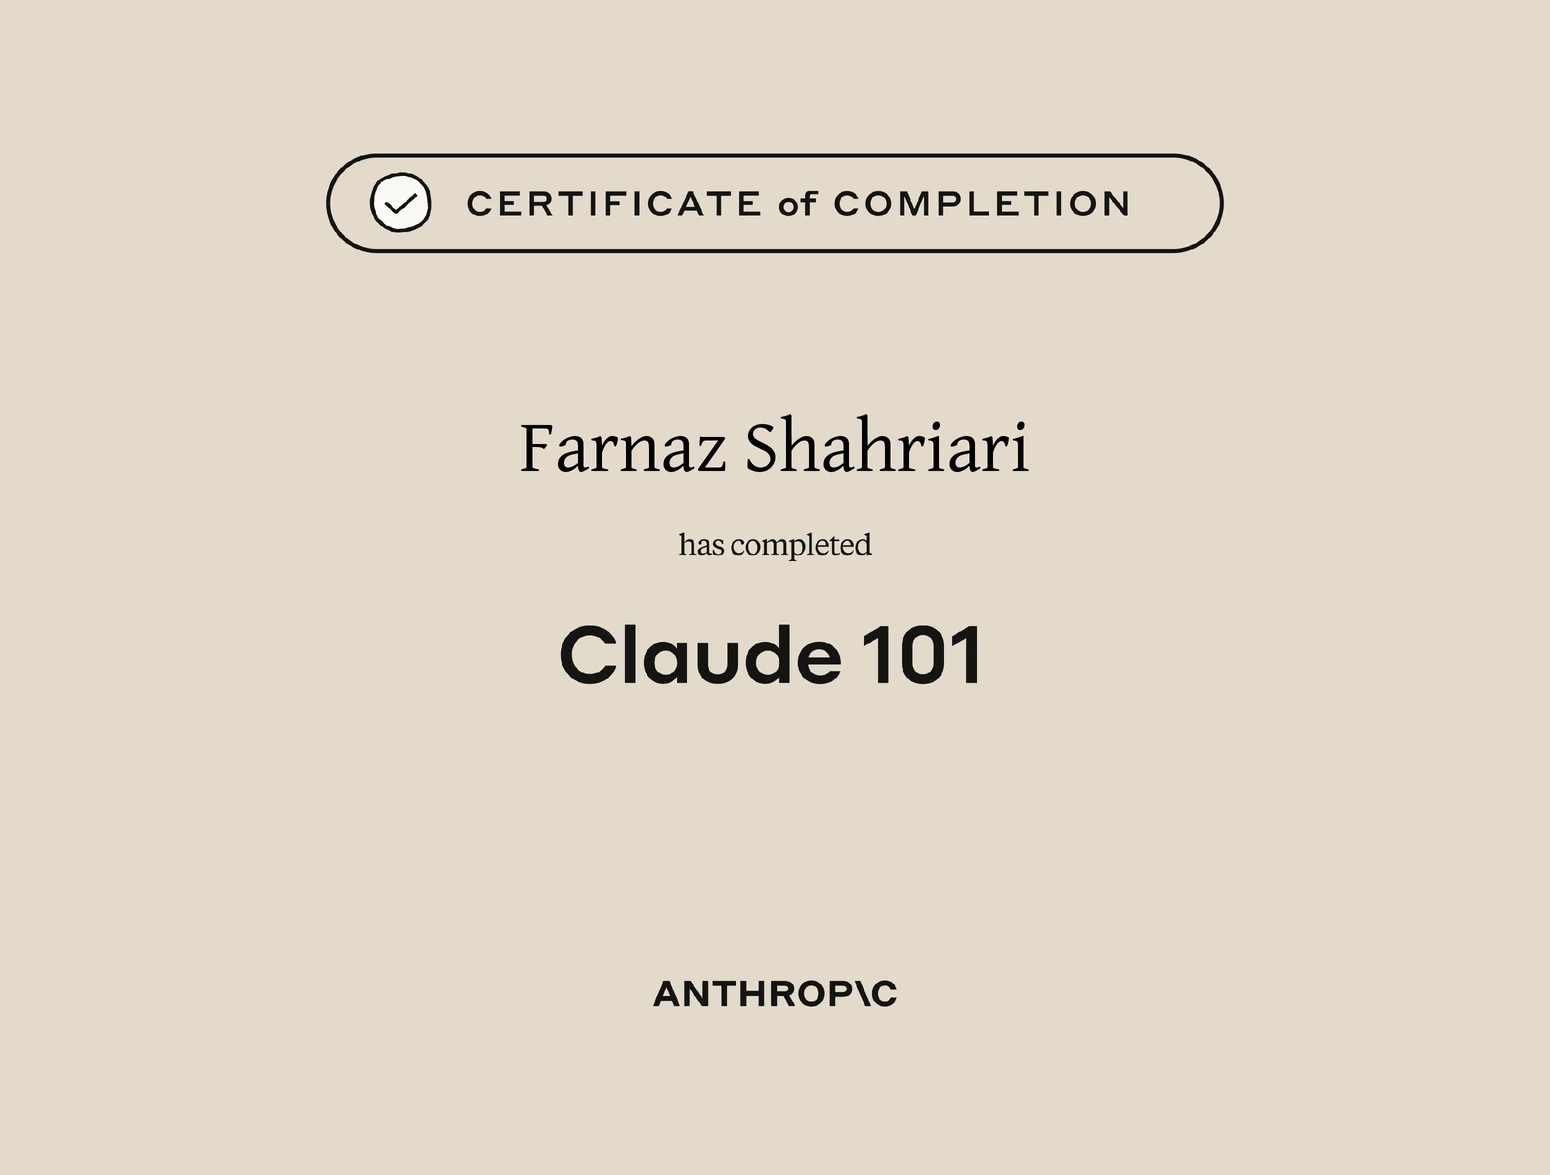 CERTIFICATE of COMPLETION
Farnaz Shahriari
has completed
Claude 101
ANTHROP\C